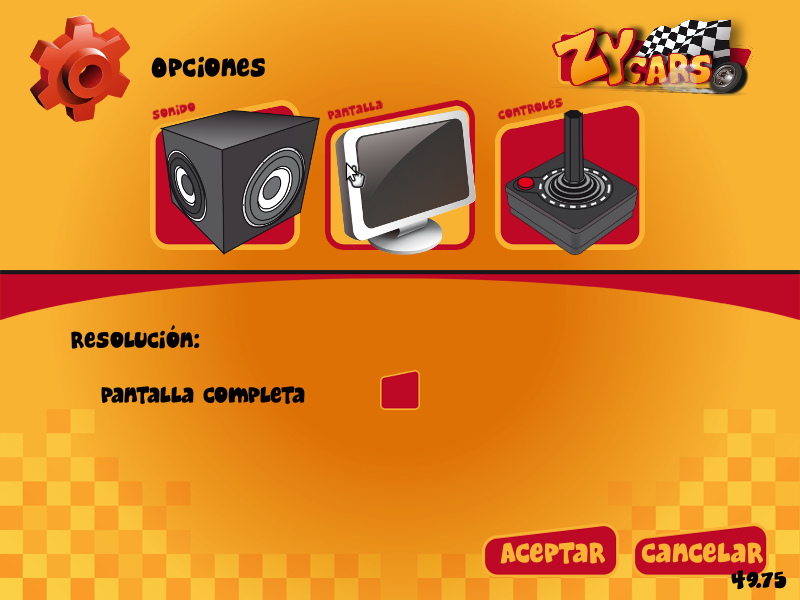 Opciones
ZY CARS
Sonido
Pantalla
Controles
Resolución:
Pantalla completa
Aceptar
Cancelar
49.75